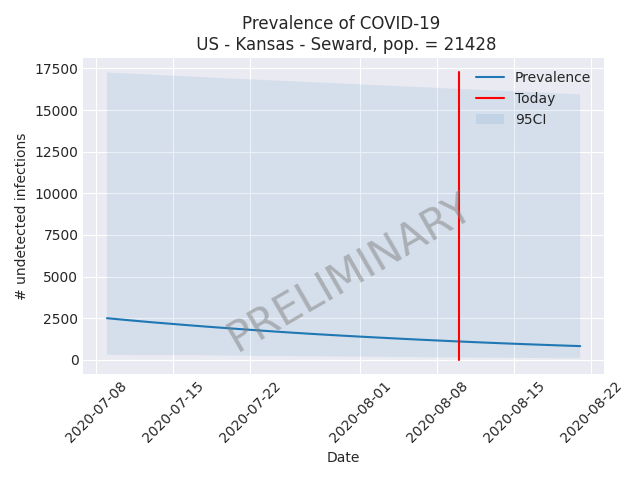 Prevalence of COVID-19
US - Kansas - Seward, pop. = 21428
17500
15000
12500
10000
7500
5000
2500
0
# undetected infections
Prevalence
Today
95CI
PRELIMINARY
2020-07-08
2020-07-15
2020-07-22
2020-08-01
2020-08-08
2020-08-15
2020-08-22
Date